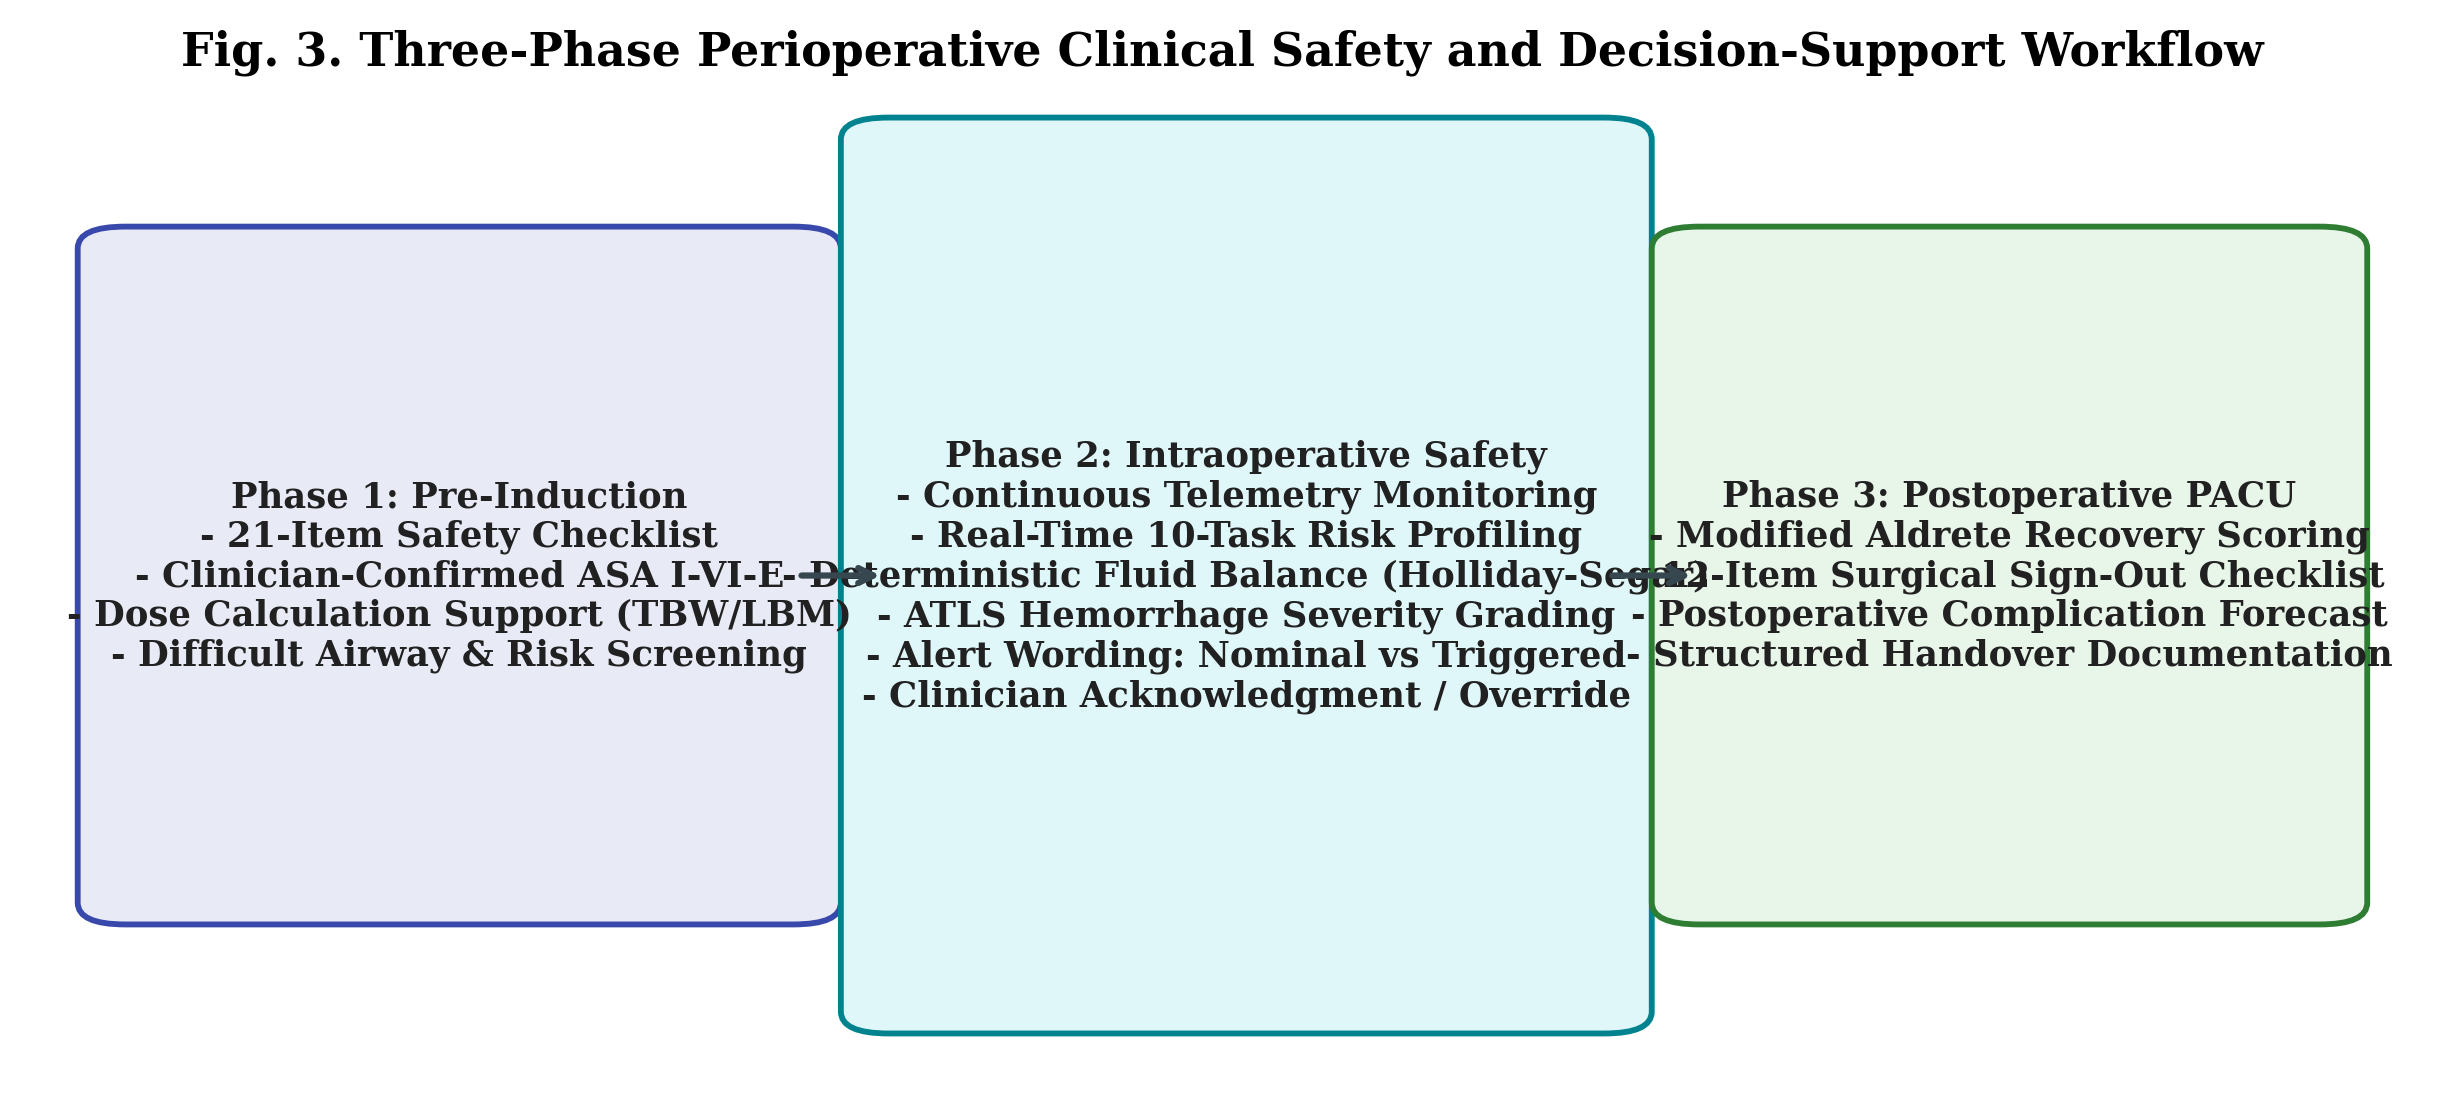 Fig. 3. Three-Phase Perioperative Clinical Safety and Decision-Support Workflow
Phase 1: Pre-Induction
- 21-Item Safety Checklist
- Clinician-Confirmed ASA I-VI-E
- Dose Calculation Support (TBW/LBM)
- Difficult Airway & Risk Screening
Phase 2: Intraoperative Safety
- Continuous Telemetry Monitoring
- Real-Time 10-Task Risk Profiling
- Deterministic Fluid Balance (Holliday-Segar)
- ATLS Hemorrhage Severity Grading
- Alert Wording: Nominal vs Triggered
- Clinician Acknowledgment / Override
Phase 3: Postoperative PACU
- Modified Aldrete Recovery Scoring
-Item Surgical Sign-Out Checklist
- Postoperative Complication Forecast
- Structured Handover Documentation